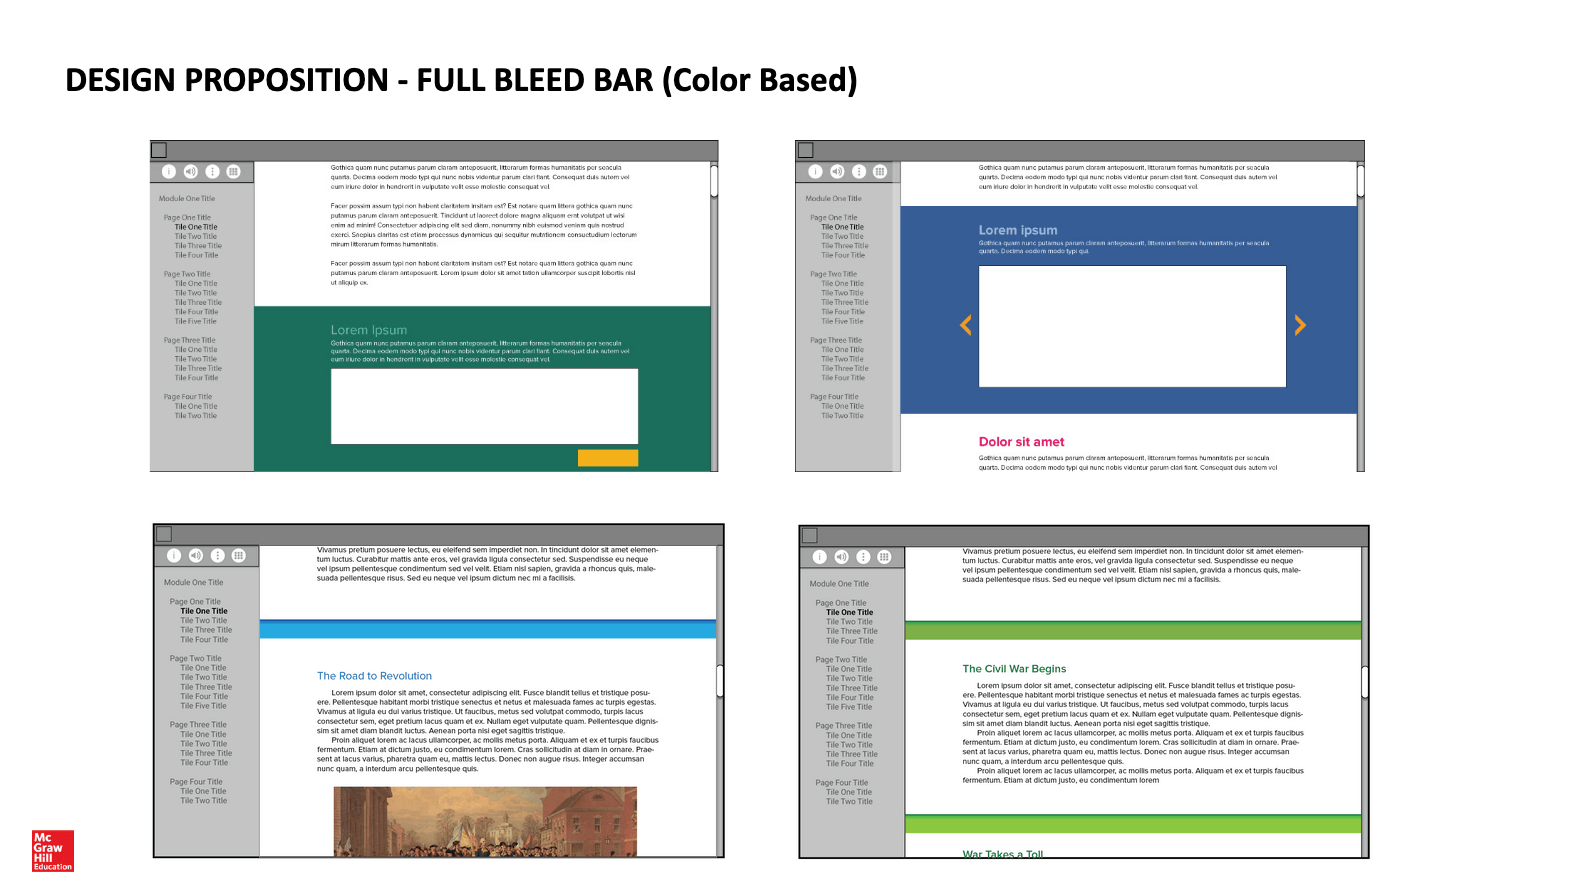 DESIGN PROPOSITION - FULL BLEED BAR (Color Based)
Module One Title
Page One Title
Tile One Title
Tile Two Title
Tile Three Title
Tile Four Title
Page Two Title
Tile One Title
Tile Two Title
Tile Three Title
Tile Four Title
Tile Five Title
Page Three Title
Tile One Title
Tile Two Title
Tile Three Title
Tile Four Title
Page Four Title
Tile One Title
Tile Two Title
Gothica quam nunc putamus parum claram anteposuerit, litterarum formas humanitatis per seacula
quarta. Decima eodem modo typi qui nunc nobis videntur parum clari fiant. Consequat duis autem vel
eum iriure dolor in hendrerit in vulputate velit esse molestie consequat vel.
Facer possim assum typi non habent claritatem insitam est? Est notare quam littera gothica quam nunc
putamus parum claram anteposuerit. Tincidunt ut laoreet dolore magna aliquam erat volutpat ut wisi
enim ad minim! Consectetuer adipiscing elit sed diam, nonummy nibh euismod veniam quis nostrud
exerci. Snepius claritas est etiam processus dynamicus qui sequitur mutationem consuetudium lectorum
mirum litterarum formas humanitatis.
Facer possim assum typi non habent claritatem insitam est? Est notare quam littera gothica quam nunc
putamus parum claram anteposuerit. Lorem ipsum dolor sit amet tation ullamcorper suscipit lobortis nisl
ut aliquip ex.
Lorem Ipsum
Gothica quam nunc putamus parum claram anteposuerit, litterarum formas humanitatis per seacula
quarta. Decima eodem modo typi qui nunc nobis videntur parum clari fiant. Consequat duis autem vel
eum iriure dolor in hendrerit in vulputate velit esse molestie consequat vel.
Module One Title
Page One Title
Tile One Title
Tile Two Title
Tile Three Title
Tile Four Title
Page Two Title
Tile One Title
Tile Two Title
Tile Three Title
Tile Four Title
Tile Five Title
Page Three Title
Tile One Title
Tile Two Title
Tile Three Title
Tile Four Title
Page Four Title
Tile One Title
Tile Two Title
Gothica quam nunc putamus parum claram anteposuerit, litterarum formas humanitatis per seacula
quarta. Decima eodem modo typi qui nunc nobis videntur parum clari fiant. Consequat duis autem vel
eum iriure dolor in hendrerit in vulputate velit esse molestie consequat vel.
Lorem ipsum
Gothica quam nunc putamus parum claram anteposuerit, litterarum formas humanitatis per seacula
quarta. Decima eodem modo typi qui.
Dolor sit amet
Gothica quam nunc putamus parum claram anteposuerit, litterarum formas humanitatis per seacula
quarta. Decima eodem modo typi qui nunc nobis videntur parum clari fiant. Consequat duis autem vel
Module One Title
Page One Title
Tile One Title
Tile Two Title
Tile Three Title
Tile Four Title
Page Two Title
Tile One Title
Tile Two Title
Tile Three Title
Tile Four Title
Tile Five Title
Page Three Title
Tile One Title
Tile Two Title
Tile Three Title
Tile Four Title
Page Four Title
Tile One Title
Tile Two Title
Vivamus pretium posuere lectus, eu eleifend sem imperdiet non. In tincidunt dolor sit amet elemen-
tum luctus. Curabitur mattis ante eros, vel gravida ligula consectetur sed. Suspendisse eu neque
vel ipsum pellentesque condimentum sed vel velit. Etiam nisl sapien, gravida a rhoncus quis, male-
suada pellentesque risus. Sed eu neque vel ipsum dictum nec mi a facilisis.
The Road to Revolution
Lorem ipsum dolor sit amet, consectetur adipiscing elit. Fusce blandit tellus et tristique posu-
ere. Pellentesque habitant morbi tristique senectus et netus et malesuada fames ac turpis egestas.
Vivamus at ligula eu dui varius tristique. Ut faucibus, metus sed volutpat commodo, turpis lacus
consectetur sem, eget pretium lacus quam et ex. Nullam eget vulputate quam. Pellentesque dignis-
sim sit amet diam blandit luctus. Aenean porta nisi eget sagittis tristique.
Proin aliquet lorem ac lacus ullamcorper, ac mollis metus porta. Aliquam et ex et turpis faucibus
fermentum. Etiam at dictum justo, eu condimentum lorem. Cras sollicitudin at diam in ornare. Prae-
sent at lacus varius, pharetra quam eu, mattis lectus. Donec non augue risus. Integer accumsan
nunc quam, a interdum arcu pellentesque quis.
Module One Title
Page One Title
Tile One Title
Tile Two Title
Tile Three Title
Tile Four Title
Page Two Title
Tile One Title
Tile Two Title
Tile Three Title
Tile Four Title
Tile Five Title
Page Three Title
Tile One Title
Tile Two Title
Tile Three Title
Tile Four Title
Page Four Title
Tile One Title
Tile Two Title
Vivamus pretium posuere lectus, eu eleifend sem imperdiet non. In tincidunt dolor sit amet elemen-
tum luctus. Curabitur mattis ante eros, vel gravida ligula consectetur sed. Suspendisse eu neque
vel ipsum pellentesque condimentum sed vel velit. Etiam nisl sapien, gravida a rhoncus quis, male-
suada pellentesque risus. Sed eu neque vel ipsum dictum nec mi a facilisis.
The Civil War Begins
Lorem ipsum dolor sit amet, consectetur adipiscing elit. Fusce blandit tellus et tristique posu-
ere. Pellentesque habitant morbi tristique senectus et netus et malesuada fames ac turpis egestas.
Vivamus at ligula eu dui varius tristique. Ut faucibus, metus sed volutpat commodo, turpis lacus
consectetur sem, eget pretium lacus quam et ex. Nullam eget vulputate quam. Pellentesque dignis-
sim sit amet diam blandit luctus. Aenean porta nisi eget sagittis tristique.
Proin aliquet lorem ac lacus ullamcorper, ac mollis metus porta. Aliquam et ex et turpis faucibus
fermentum. Etiam at dictum justo, eu condimentum lorem. Cras sollicitudin at diam in ornare. Prae-
sent at lacus varius, pharetra quam eu, mattis lectus. Donec non augue risus. Integer accumsan
nunc quam, a interdum arcu pellentesque quis.
Proin aliquet lorem ac lacus ullamcorper, ac mollis metus porta. Aliquam et ex et turpis faucibus
fermentum. Etiam at dictum justo, eu condimentum lorem
War Takes a Toll
Mc
Graw
Hill
Education